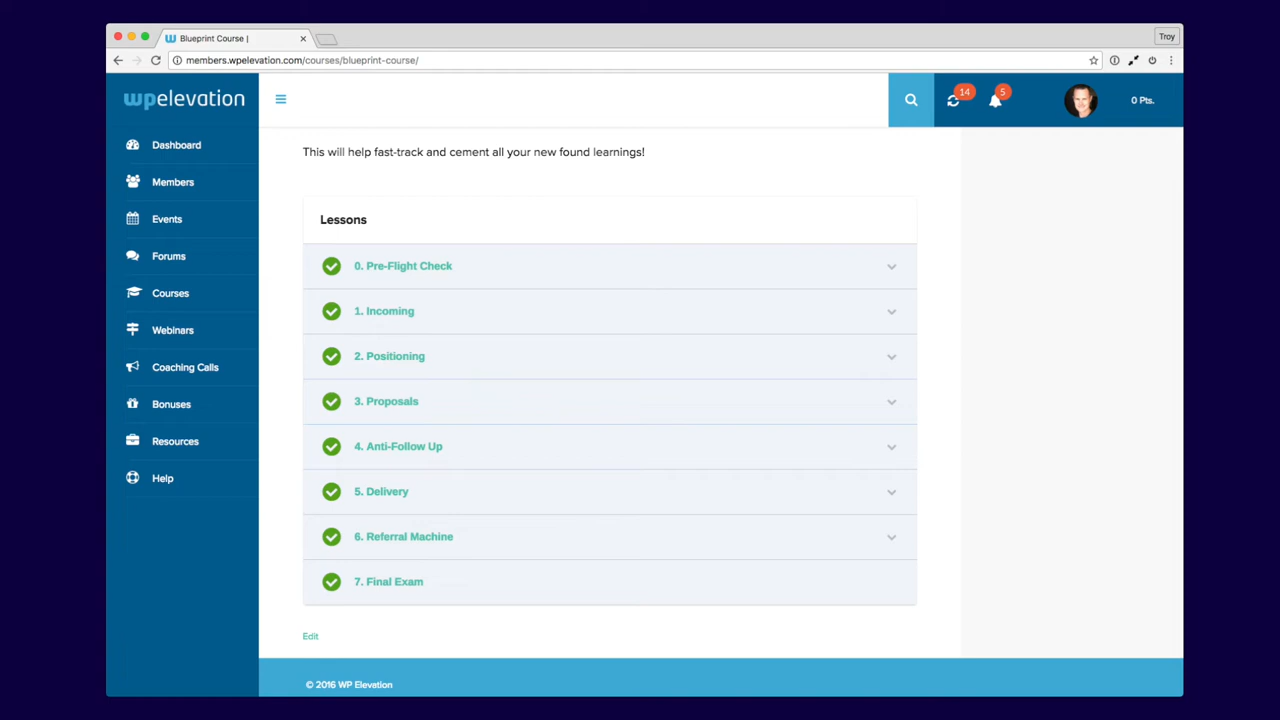 Blueprint Course |
Troy
members.wpelevation.com/courses/blueprint-course/
wpelevation
14
5
0 Pts.
Dashboard
Members
Events
Forums
Courses
Webinars
Coaching Calls
Bonuses
Resources
Help
This will help fast-track and cement all your new found learnings!
Lessons
0. Pre-Flight Check
1. Incoming
2. Positioning
3. Proposals
4. Anti-Follow Up
5. Delivery
6. Referral Machine
7. Final Exam
Edit
© 2016 WP Elevation